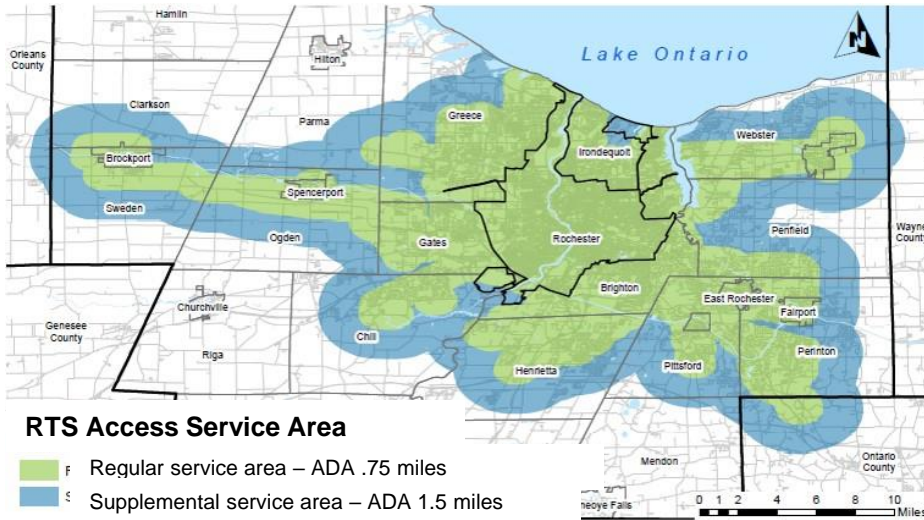 Hamlin
Orleans
County
Hilton
Lake Ontario
N
Clarkson
Parma
Greece
Webster
Irondequoit
Brockport
Spencerport
Sweden
Ogden
Gates
Rochester
Penfield
Wayne
County
Brighton
East Rochester
Churchville
Fairport
Genesee
County
Riga
Chili
Henrietta
Pittsford
Perinton
RTS Access Service Area
Regular service area – ADA .75 miles
Supplemental service area – ADA 1.5 miles
Mendon
Ontario
County
eoye Falls
0 1 2 4 6 8 10
Miles